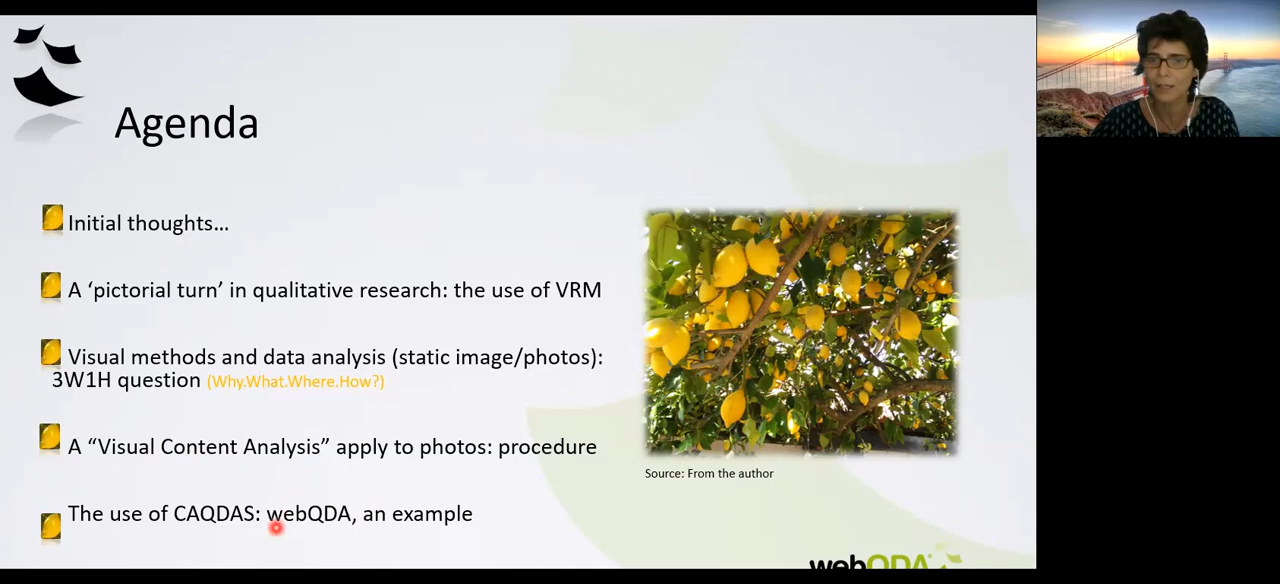 Agenda
Initial thoughts…
A ‘pictorial turn’ in qualitative research: the use of VRM
Visual methods and data analysis (static image/photos):
3W1H question (Why.What.Where.How?)
A “Visual Content Analysis” apply to photos: procedure
The use of CAQDAS: webQDA, an example
Source: From the author
webQDA